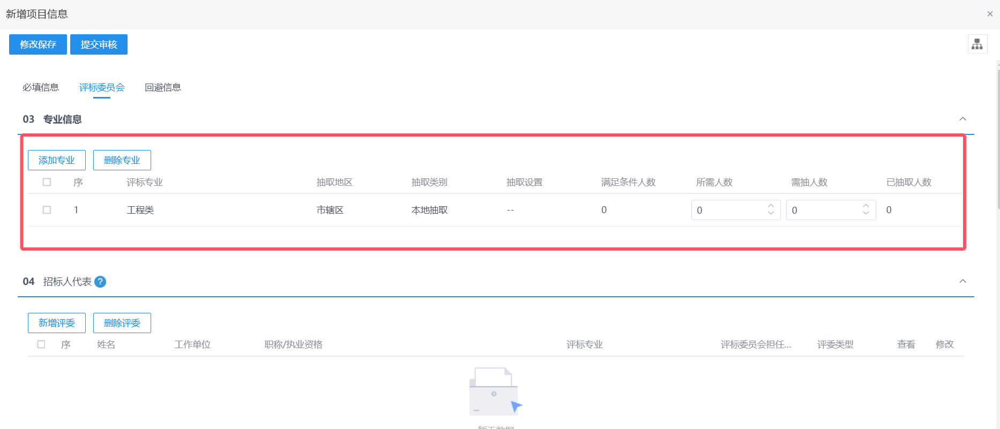 新增项目信息
修改保存 提交审核
必填信息 评标委员会 回避信息
03 专业信息
添加专业 删除专业
序 评标专业 抽取地区 抽取类别 抽取设置 满足条件人数 所需人数 需抽人数 已抽取人数
1 工程类 市辖区 本地抽取 -- 0 0 0 0
04 招标人代表 ?
新增评委 删除评委
序 姓名 工作单位 职称/执业资格 评标专业 评标委员会担任... 评委类型 查看 修改
暂无数据